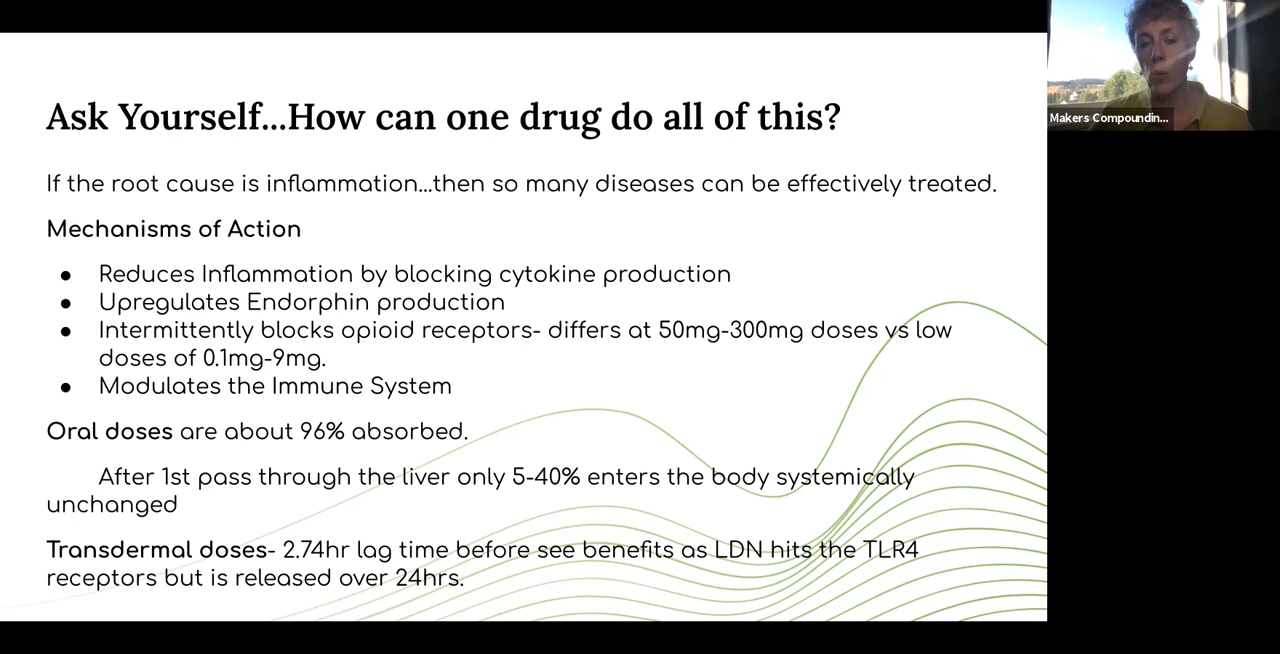 Ask Yourself...How can one drug do all of this?
If the root cause is inflammation...then so many diseases can be effectively treated.
Mechanisms of Action
● Reduces Inflammation by blocking cytokine production
● Upregulates Endorphin production
● Intermittently blocks opioid receptors- differs at 50mg-300mg doses vs low
doses of 0.1mg-9mg.
● Modulates the Immune System
Oral doses are about 96% absorbed.
After 1st pass through the liver only 5-40% enters the body systemically
unchanged
Transdermal doses- 2.74hr lag time before see benefits as LDN hits the TLR4
receptors but is released over 24hrs.
Makers Compoundin...